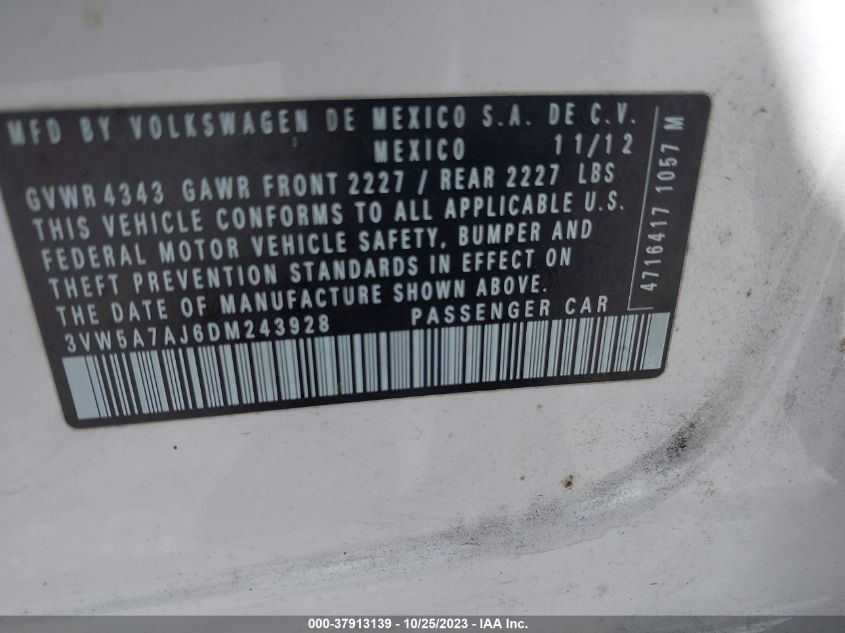 MFD BY VOLKSWAGEN DE MEXICO S.A. DE C.V.
MEXICO 11/12
GVWR 4343 GAWR FRONT 2227 / REAR 2227 LBS
THIS VEHICLE CONFORMS TO ALL APPLICABLE U.S.
FEDERAL MOTOR VEHICLE SAFETY, BUMPER AND
THEFT PREVENTION STANDARDS IN EFFECT ON
THE DATE OF MANUFACTURE SHOWN ABOVE.
3VW5A7AJ6DM243928 PASSENGER CAR
4716417 1057 M
000-37913139 - 10/25/2023 - IAA Inc.